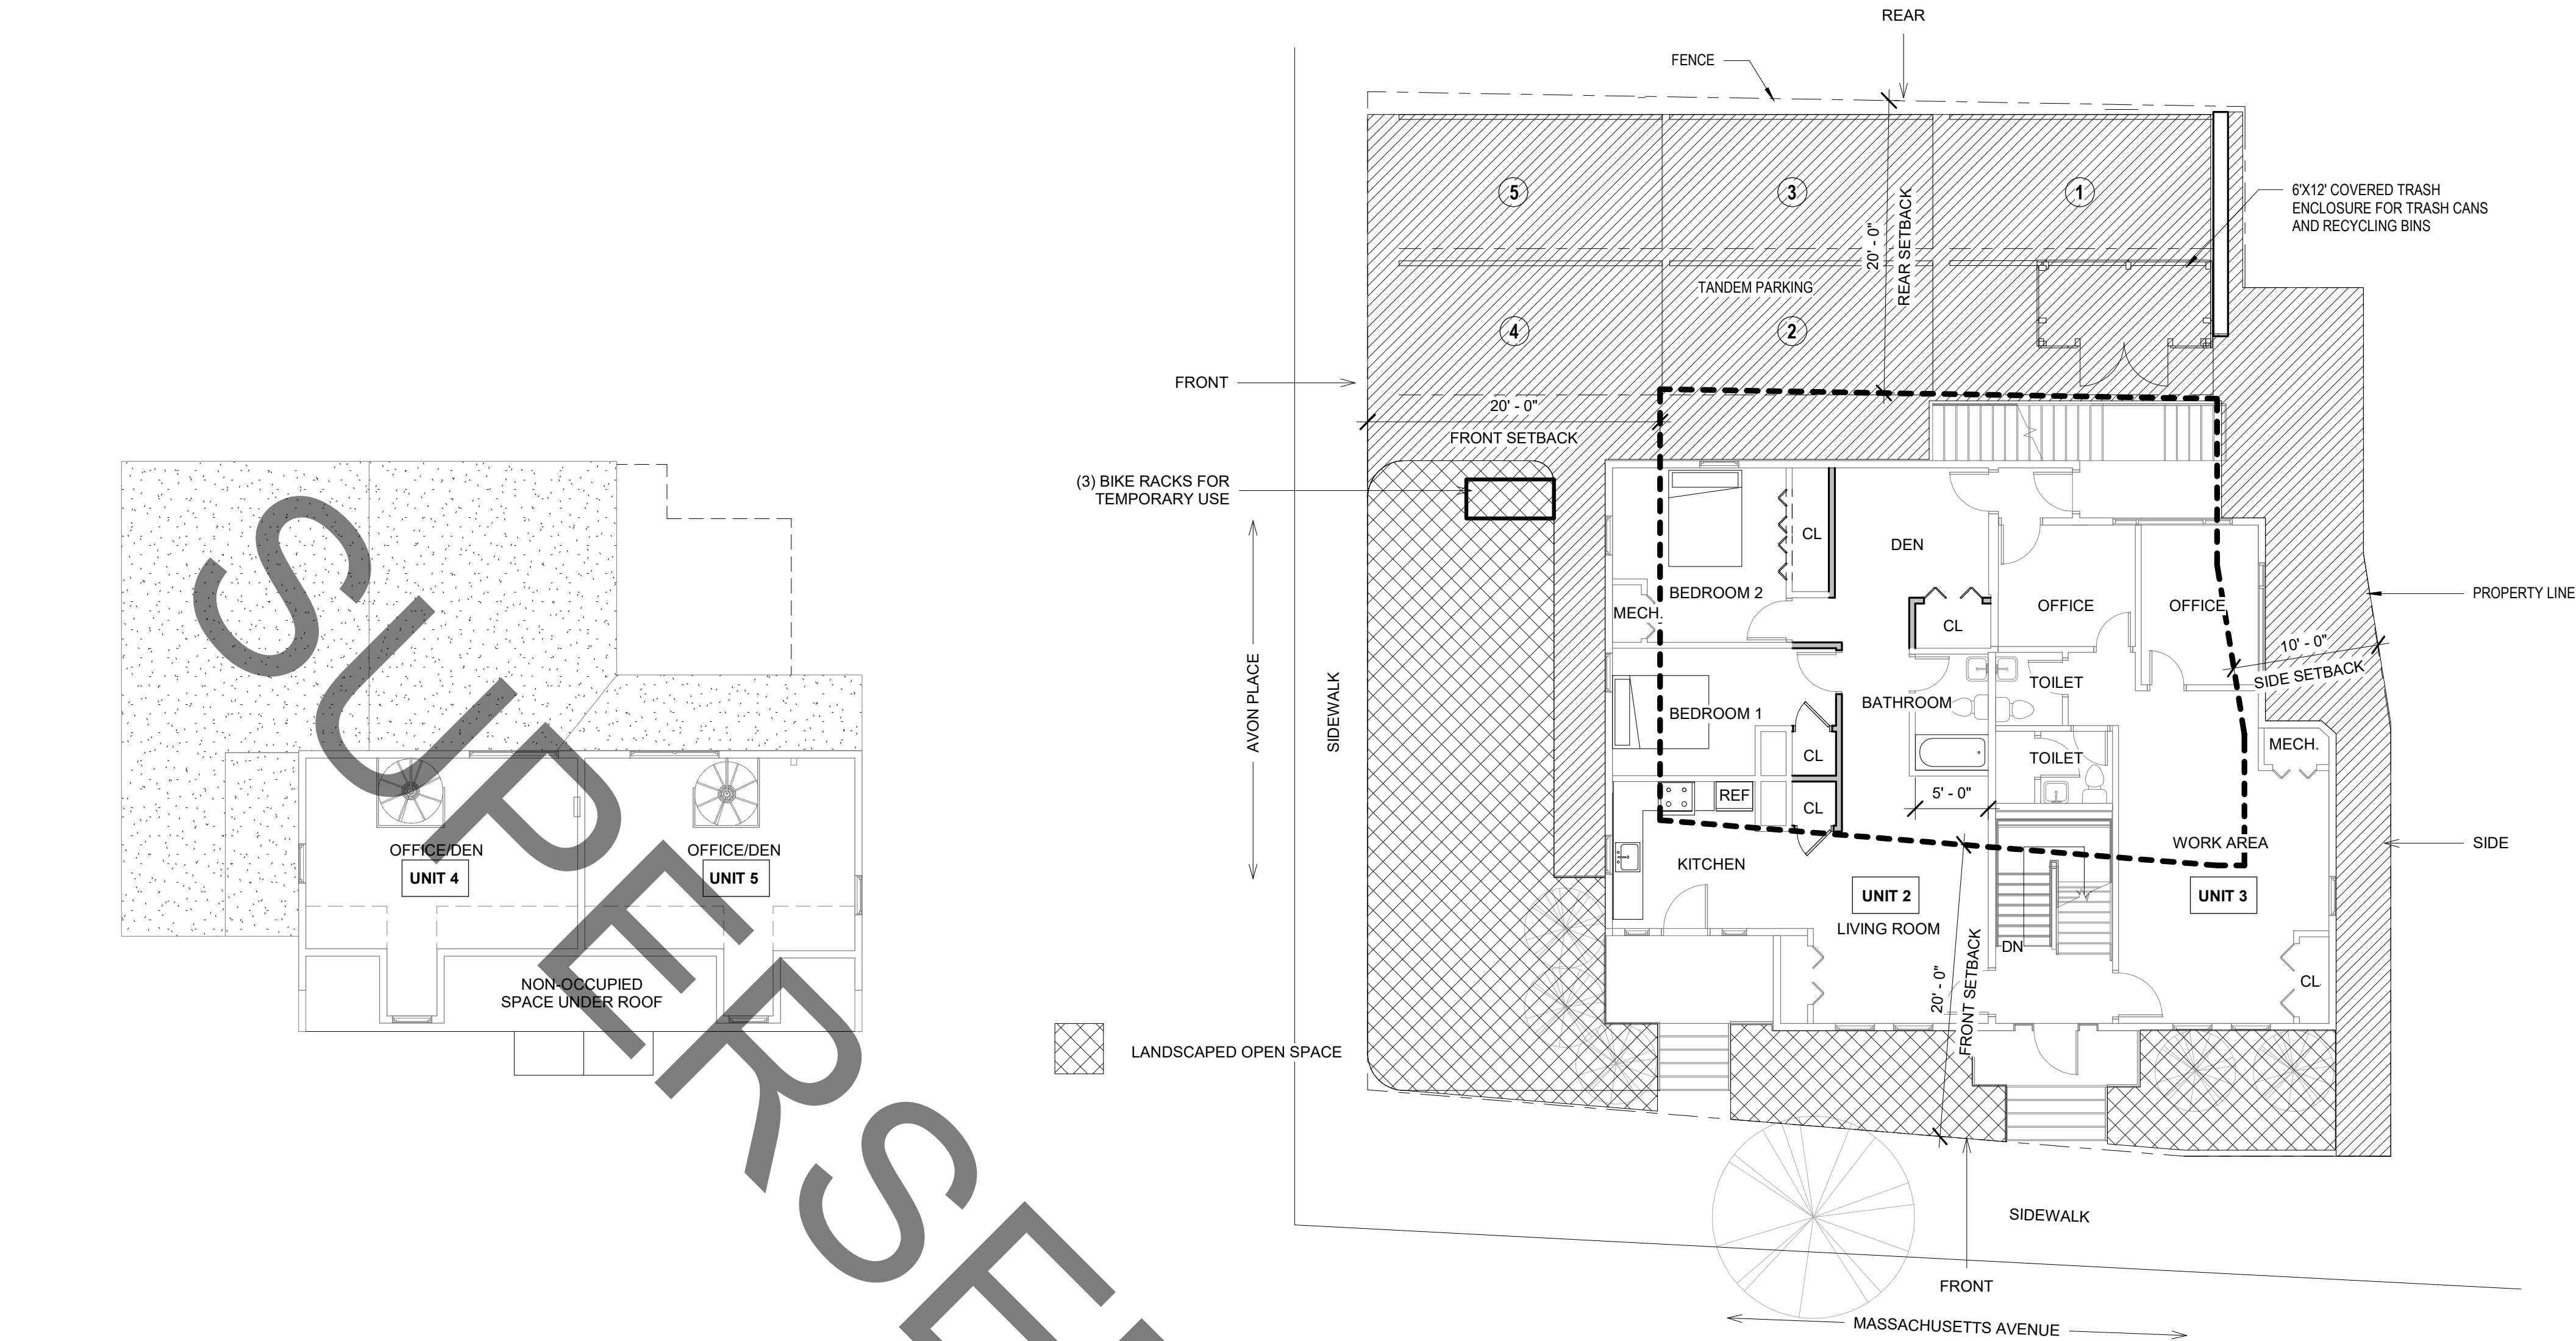 REAR
FENCE
5
3
1
6'X12' COVERED TRASH
ENCLOSURE FOR TRASH CANS
AND RECYCLING BINS
20' - 0"
REAR SETBACK
TANDEM PARKING
4
2
FRONT
20' - 0"
FRONT SETBACK
(3) BIKE RACKS FOR
TEMPORARY USE
CL
DEN
BEDROOM 2
MECH.
OFFICE
OFFICE
PROPERTY LINE
CL
10' - 0"
SIDE SETBACK
AVON PLACE
SIDEWALK
TOILET
BATHROOM
BEDROOM 1
MECH.
CL
TOILET
REF
5' - 0"
CL
WORK AREA
SIDE
KITCHEN
UNIT 2
UNIT 3
LIVING ROOM
DN
CL
20' - 0"
FRONT SETBACK
OFFICE/DEN
UNIT 4
OFFICE/DEN
UNIT 5
NON-OCCUPIED
SPACE UNDER ROOF
LANDSCAPED OPEN SPACE
SIDEWALK
FRONT
MASSACHUSETTS AVENUE
SUPERSE